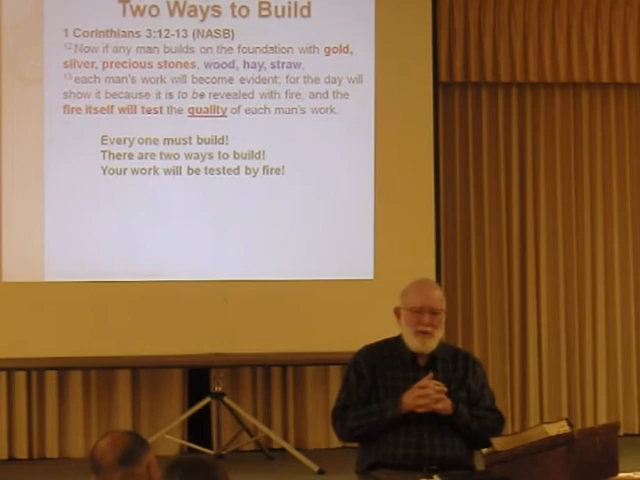 Two Ways to Build
1 Corinthians 3:12-13 (NASB)
12 Now if any man builds on the foundation with gold,
silver, precious stones, wood, hay, straw,
13 each man's work will become evident; for the day will
show it because it is to be revealed with fire, and the
fire itself will test the quality of each man's work.
Every one must build!
There are two ways to build!
Your work will be tested by fire!